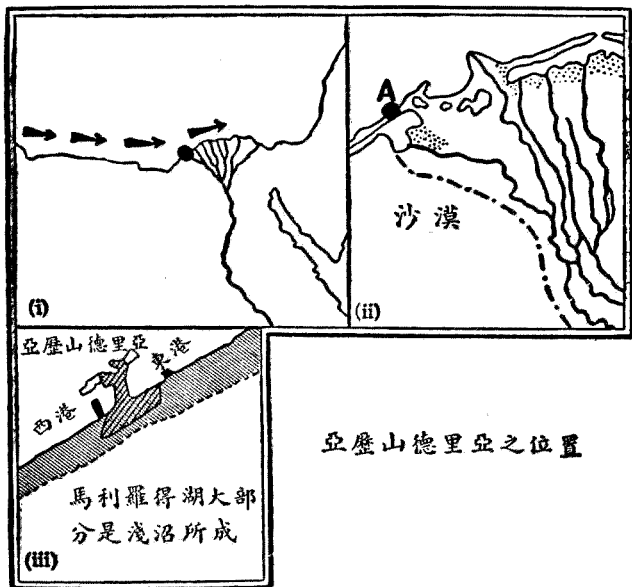 (i)
A
沙漠
(ii)
亞歷山德里亞
東港
西港
馬利羅得湖大部
分是淺沼所成
(iii)
亞歷山德里亞之位置